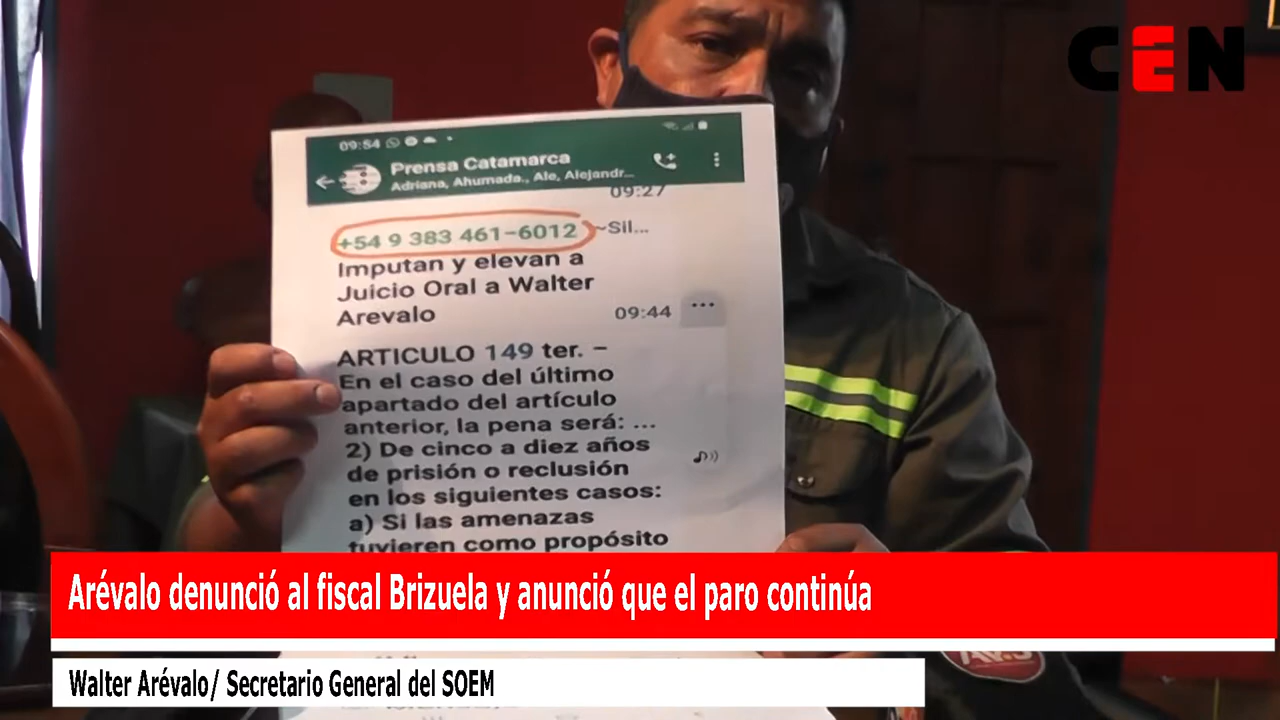 CEN
09:54
Prensa Catamarca
Adriana, Ahumada., Ale, Alejandr...
09:27
+54 9 383 461-6012 ~Sil...
Imputan y elevan a
Juicio Oral a Walter
Arevalo
09:44
ARTICULO 149 ter. –
En el caso del último
apartado del artículo
anterior, la pena será: ...
2) De cinco a diez años
de prisión o reclusión
en los siguientes casos:
a) Si las amenazas
tuvieren como propósito
Arévalo denunció al fiscal Brizuela y anunció que el paro continúa
Walter Arévalo/ Secretario General del SOEM